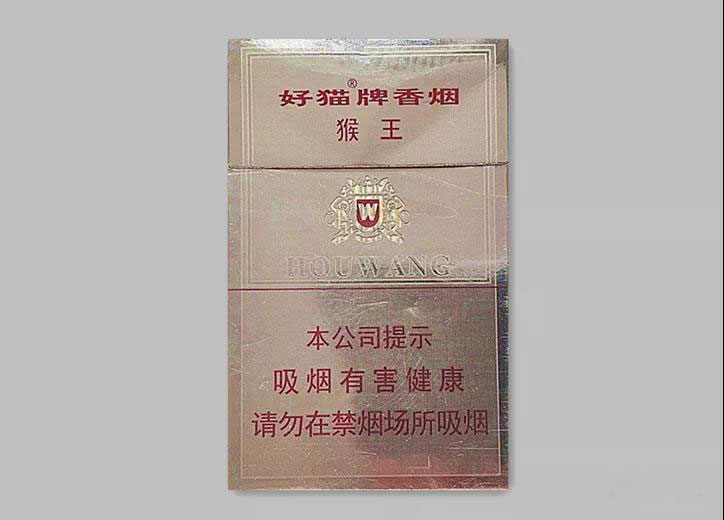 好猫®牌香烟
猴王
W
HOUWANG
本公司提示
吸烟有害健康
请勿在禁烟场所吸烟